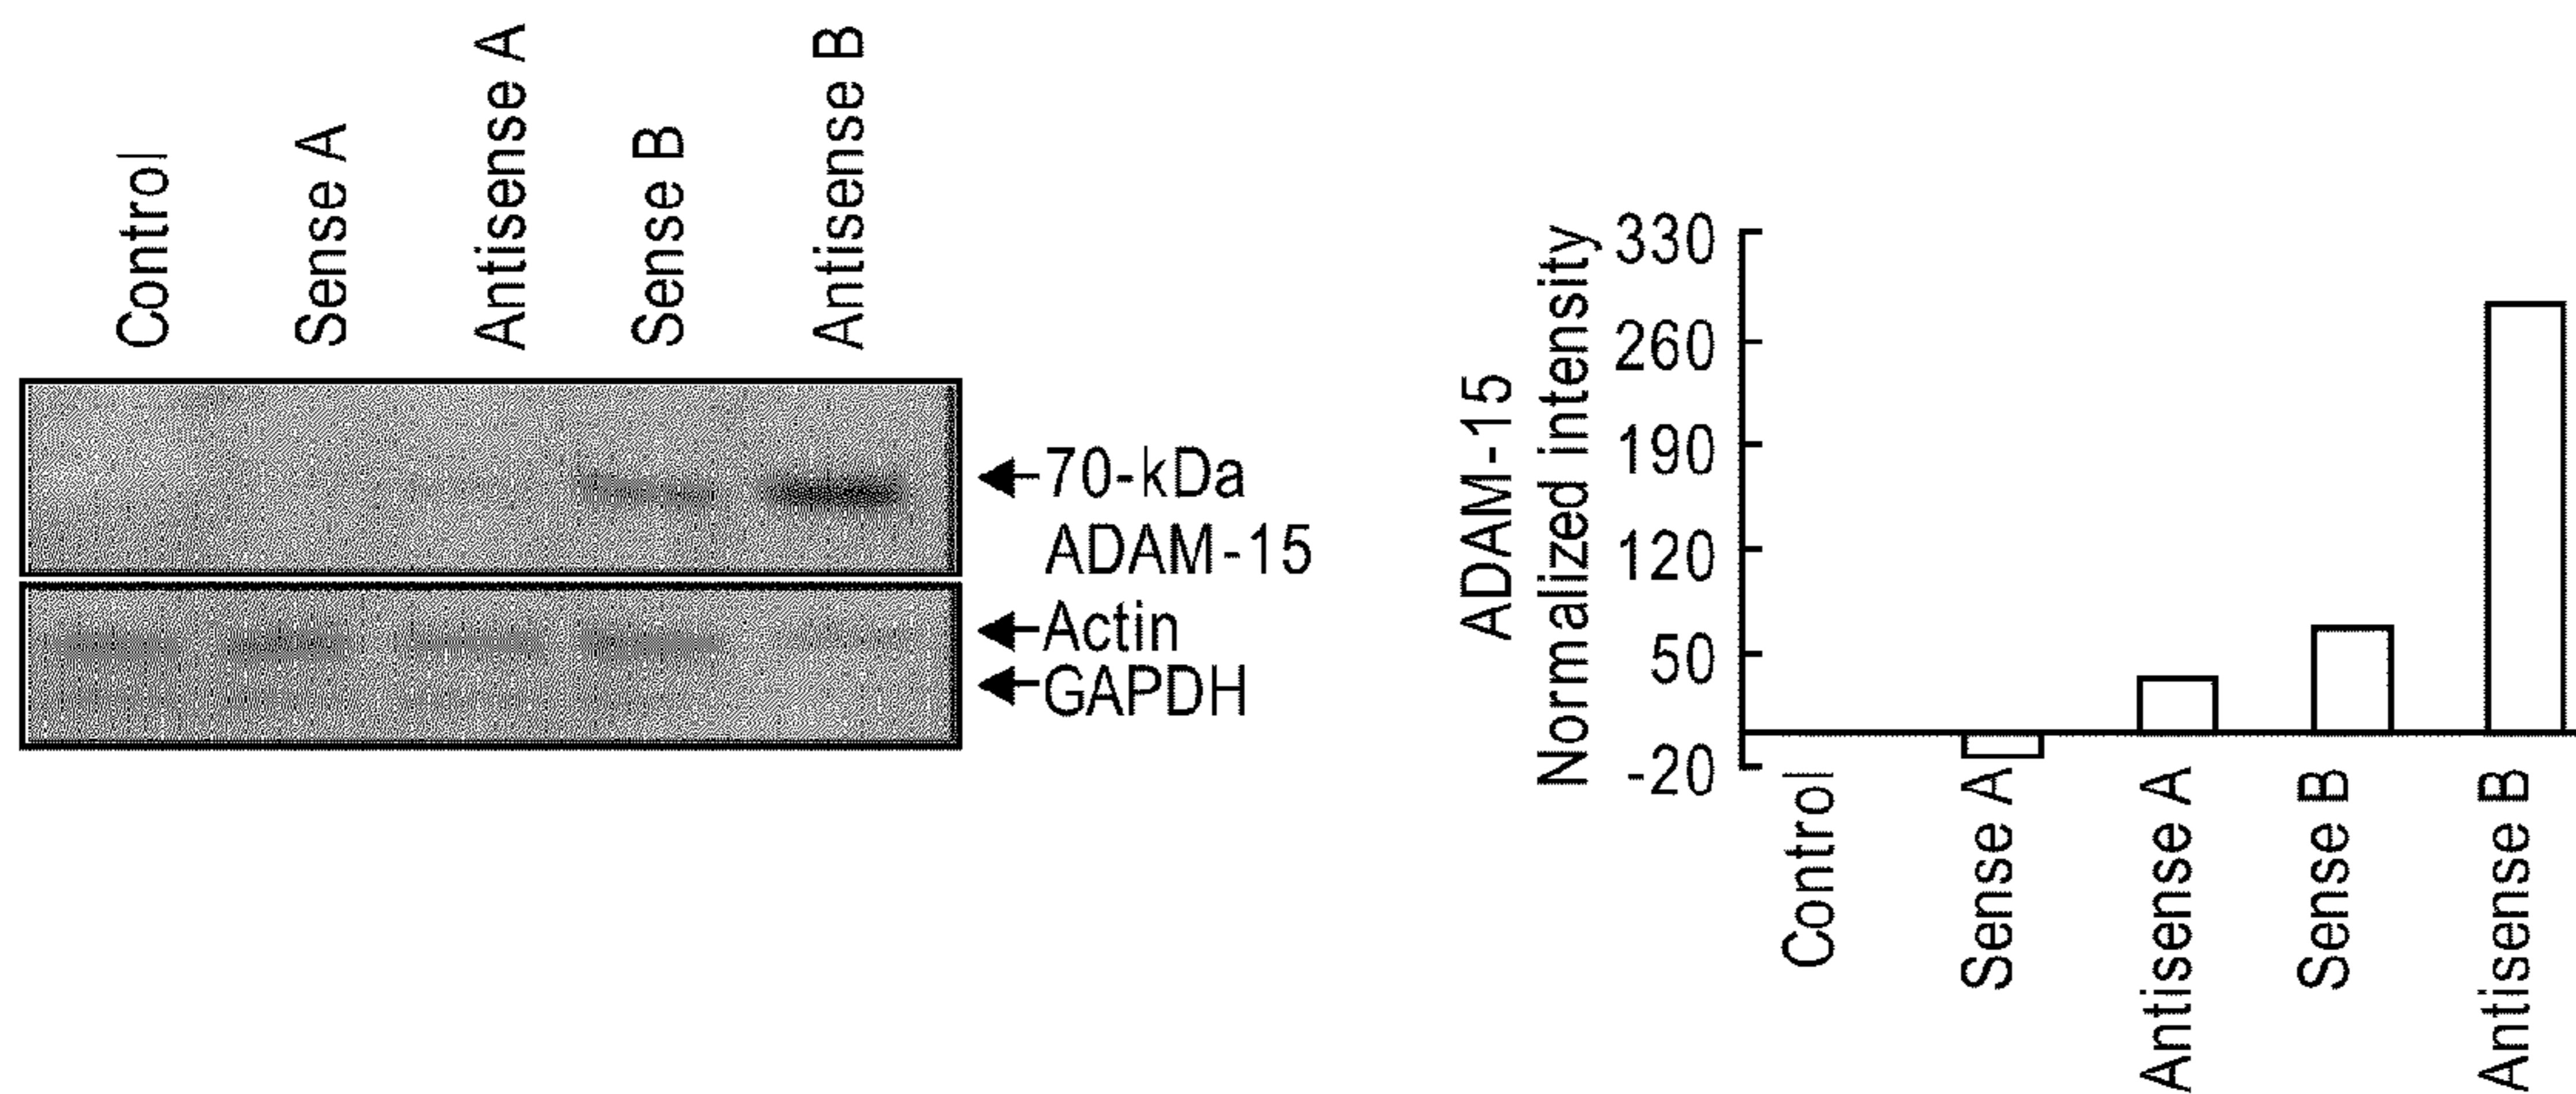 Control
Sense A
Antisense A
Sense B
Antisense B
70-kDa
ADAM-15
Actin
GAPDH
ADAM-15
Normalized intensity
330
260
190
120
50
-20
Control
Sense A
Antisense A
Sense B
Antisense B